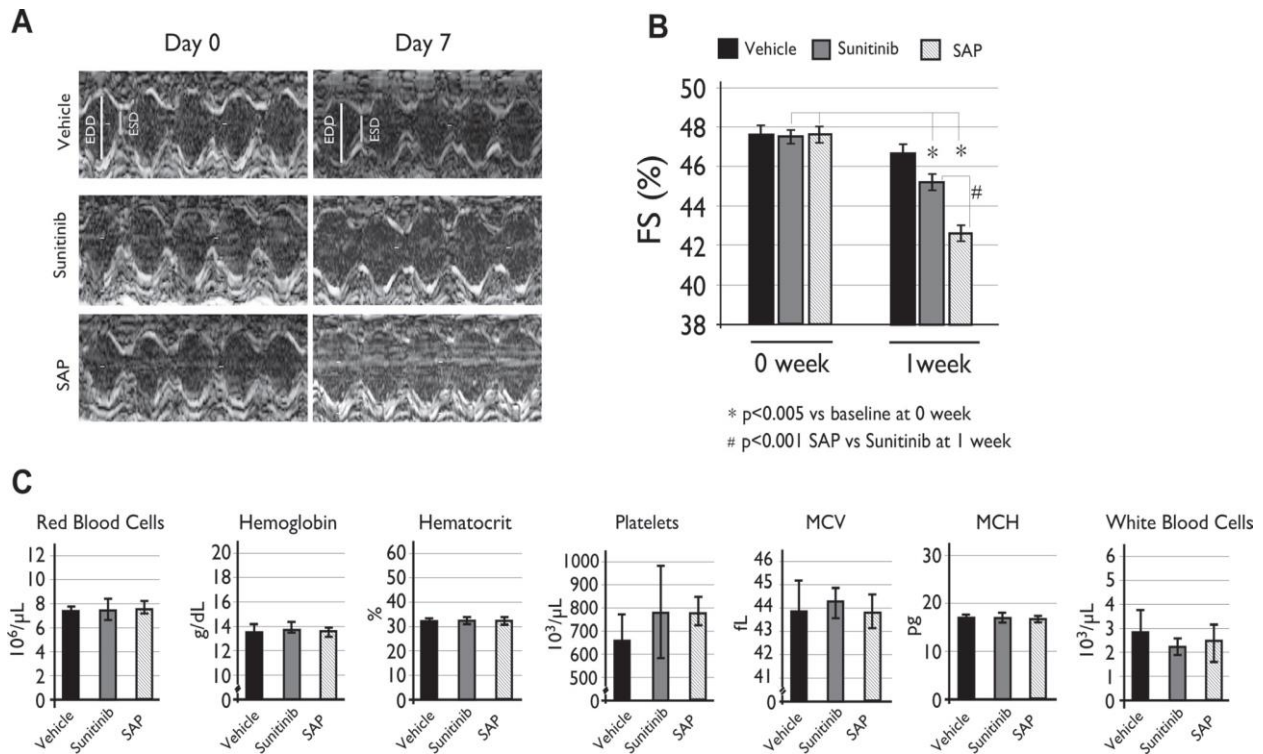 A
Day 0
Day 7
Vehicle
EDD
ESD
EDD
ESD
Sunitinib
SAP
B
Vehicle
Sunitinib
SAP
FS (%)
50
48
46
44
42
40
38
*
*
#
0 week
1week
* p<0.005 vs baseline at 0 week
# p<0.001 SAP vs Sunitinib at 1 week
C
Red Blood Cells
10⁶/µL
12
10
8
6
4
2
0
Vehicle
Sunitinib
SAP
Hemoglobin
g/dL
20
18
16
14
12
10
0
Vehicle
Sunitinib
SAP
Hematocrit
%
60
50
40
30
20
10
0
Vehicle
Sunitinib
SAP
Platelets
10³/µL
1000
900
800
700
600
500
0
Vehicle
Sunitinib
SAP
MCV
fL
46
45
44
43
42
41
0
Vehicle
Sunitinib
SAP
MCH
pg
30
20
10
0
Vehicle
Sunitinib
SAP
White Blood Cells
10³/µL
6
5
4
3
2
1
0
Vehicle
Sunitinib
SAP